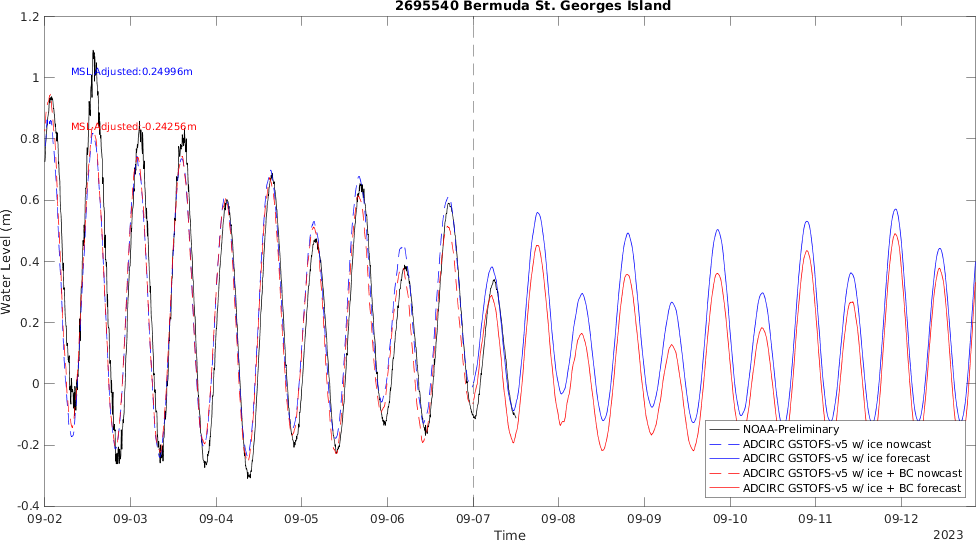 2695540 Bermuda St. Georges Island
1.2
1
0.8
0.6
0.4
0.2
0
-0.2
-0.4
Water Level (m)
MSL Adjusted:0.24996m
MSL Adjusted:-0.24256m
NOAA-Preliminary
ADCIRC GSTOFS-v5 w/ ice nowcast
ADCIRC GSTOFS-v5 w/ ice forecast
ADCIRC GSTOFS-v5 w/ ice + BC nowcast
ADCIRC GSTOFS-v5 w/ ice + BC forecast
09-02 09-03 09-04 09-05 09-06 09-07 09-08 09-09 09-10 09-11 09-12
Time
2023